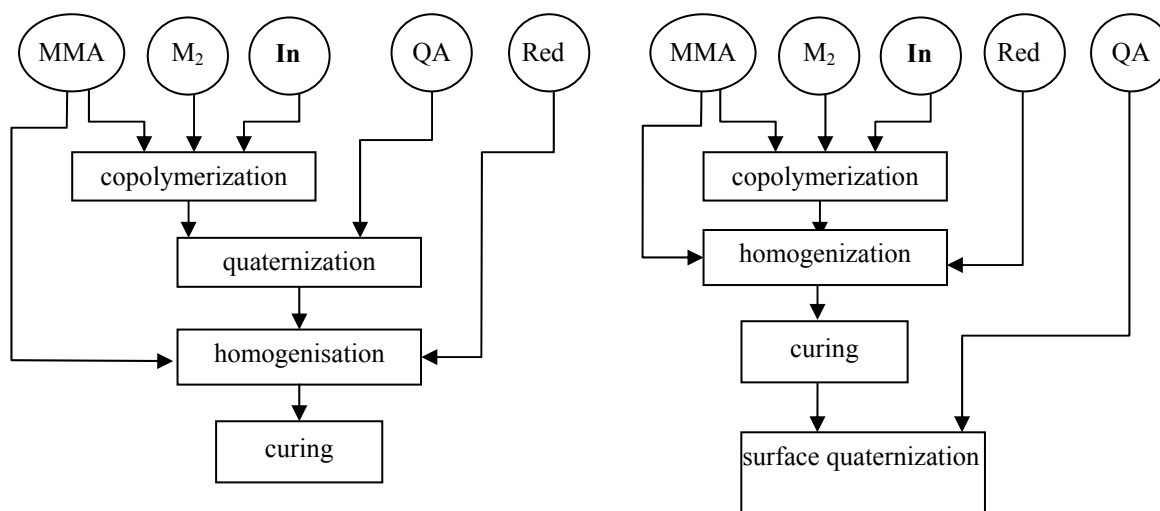 MMA
M₂
In
QA
Red
copolymerization
quaternization
homogenisation
curing
MMA
M₂
In
Red
QA
copolymerization
homogenization
curing
surface quaternization